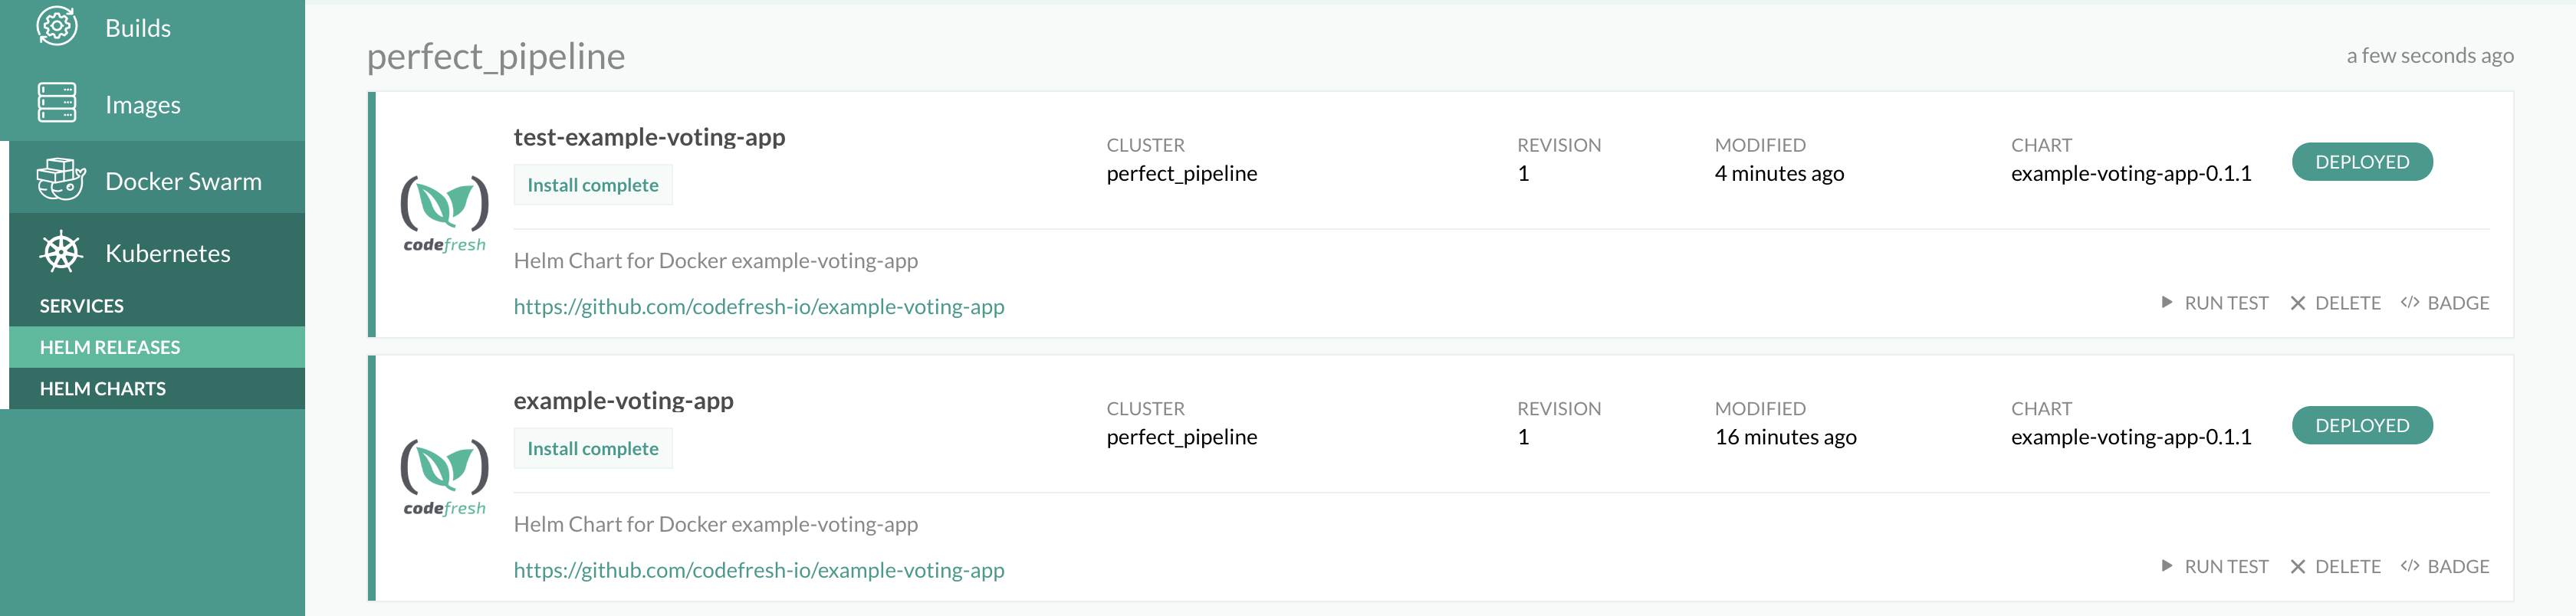 Builds
Images
Docker Swarm
Kubernetes
SERVICES
HELM RELEASES
HELM CHARTS
perfect_pipeline
a few seconds ago
test-example-voting-app
Install complete
codefresh
CLUSTER
perfect_pipeline
REVISION
1
MODIFIED
4 minutes ago
CHART
example-voting-app-0.1.1
DEPLOYED
Helm Chart for Docker example-voting-app
https://github.com/codefresh-io/example-voting-app
RUN TEST DELETE </> BADGE
example-voting-app
Install complete
codefresh
CLUSTER
perfect_pipeline
REVISION
1
MODIFIED
16 minutes ago
CHART
example-voting-app-0.1.1
DEPLOYED
Helm Chart for Docker example-voting-app
https://github.com/codefresh-io/example-voting-app
RUN TEST DELETE </> BADGE